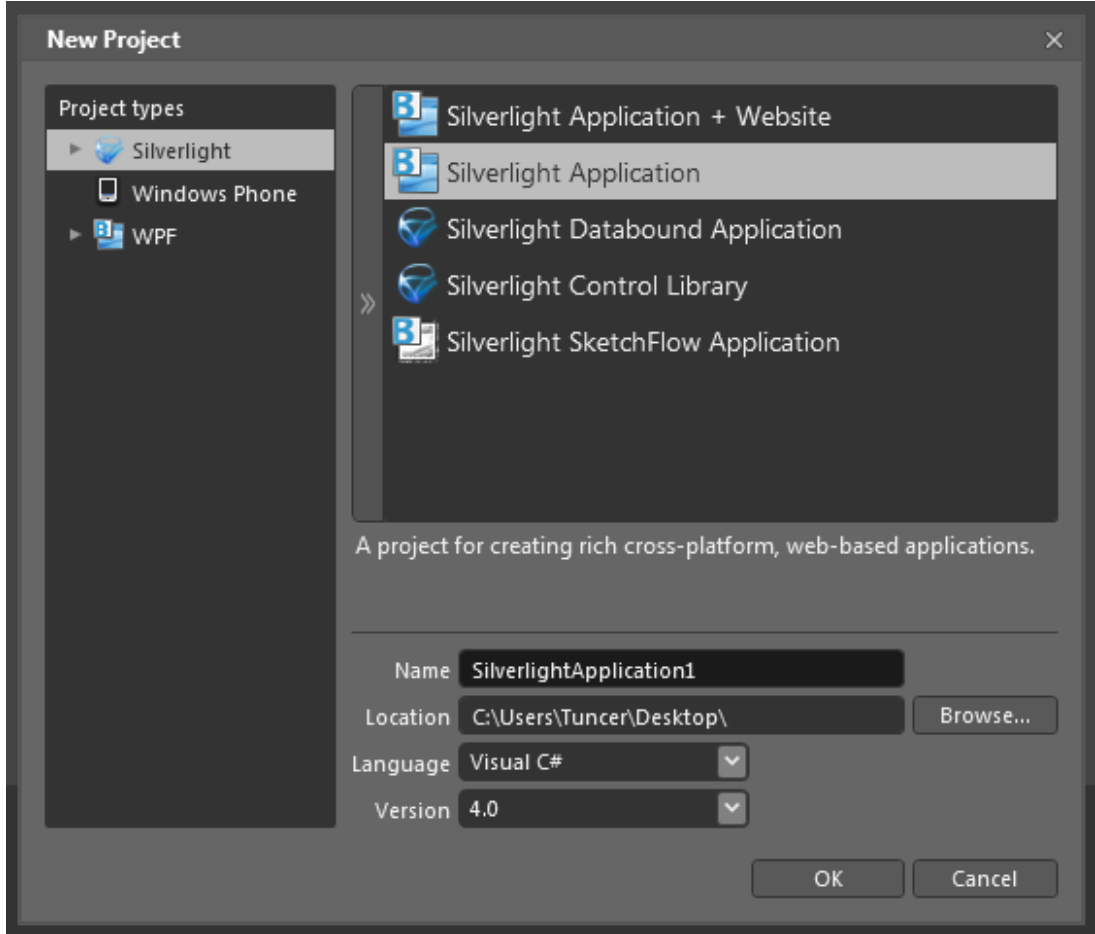 New Project
Project types
Silverlight
Windows Phone
WPF
Silverlight Application + Website
Silverlight Application
Silverlight Databound Application
Silverlight Control Library
Silverlight SketchFlow Application
A project for creating rich cross-platform, web-based applications.
Name SilverlightApplication1
Location C:\Users\Tuncer\Desktop\ Browse...
Language Visual C#
Version 4.0
OK Cancel